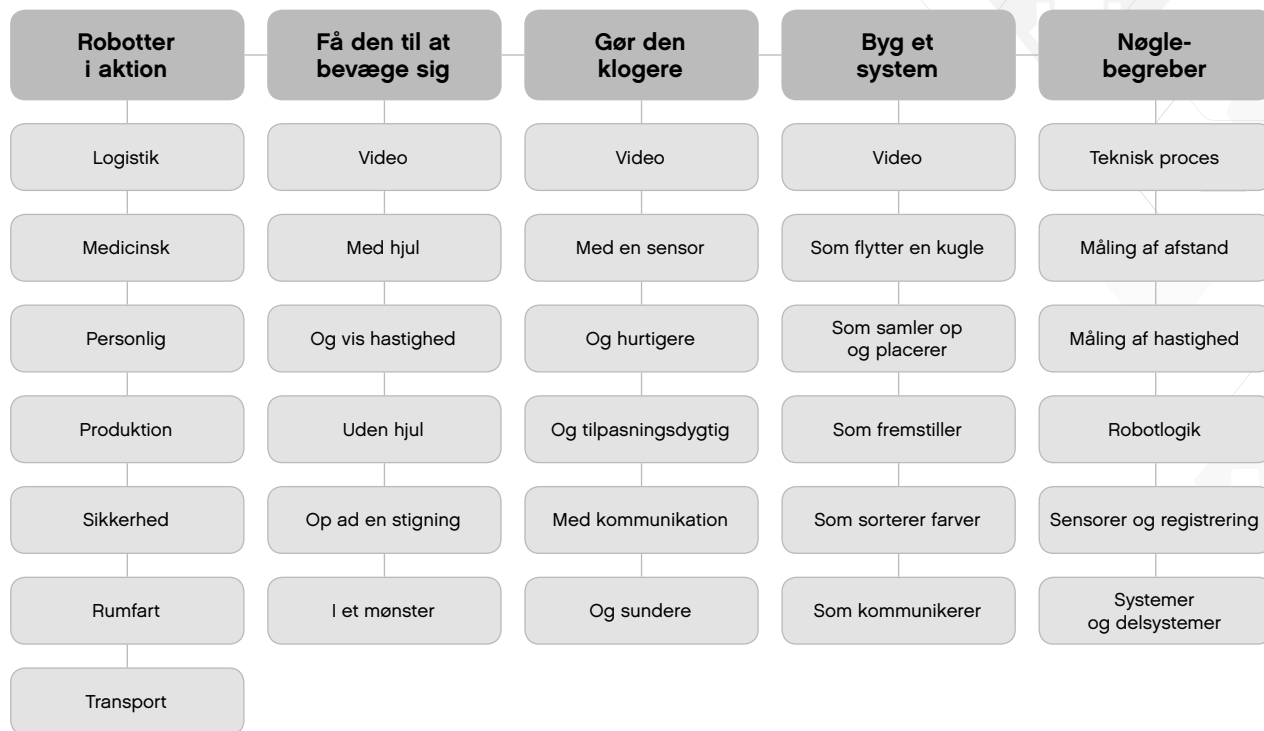 Robotter
i aktion
Logistik
Medicinsk
Personlig
Produktion
Sikkerhed
Rumfart
Transport
Få den til at
bevæge sig
Video
Med hjul
Og vis hastighed
Uden hjul
Op ad en stigning
I et mønster
Gør den
klogere
Video
Med en sensor
Og hurtigere
Og tilpasningsdygtig
Med kommunikation
Og sundere
Byg et
system
Video
Som flytter en kugle
Som samler op
og placerer
Som fremstiller
Som sorterer farver
Som kommunikerer
Nøgle-
begreber
Teknisk proces
Måling af afstand
Måling af hastighed
Robotlogik
Sensorer og registrering
Systemer
og delsystemer